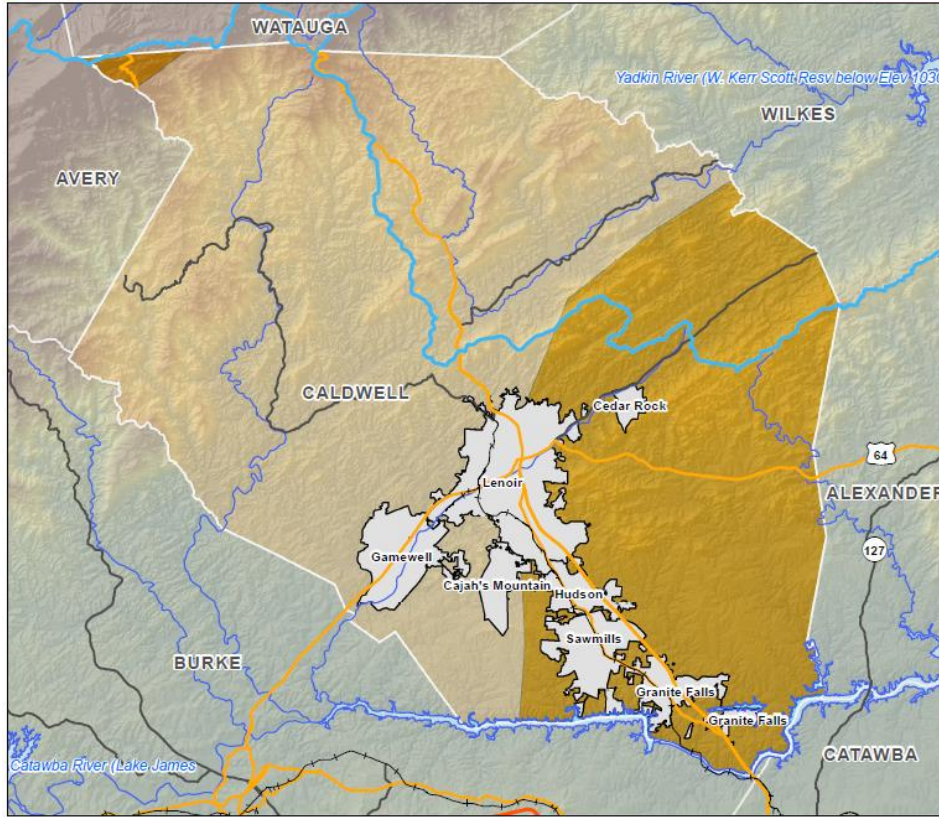 WATAUGA
Yadkin River (W. Kerr Scott Resv below Elev 1030
WILKES
AVERY
CALDWELL
Cedar Rock
64
Lenoir
ALEXANDER
127
Gamewell
Cajah's Mountain
Hudson
Sawmills
BURKE
Granite Falls
Granite Falls
CATAWBA
Catawba River (Lake James